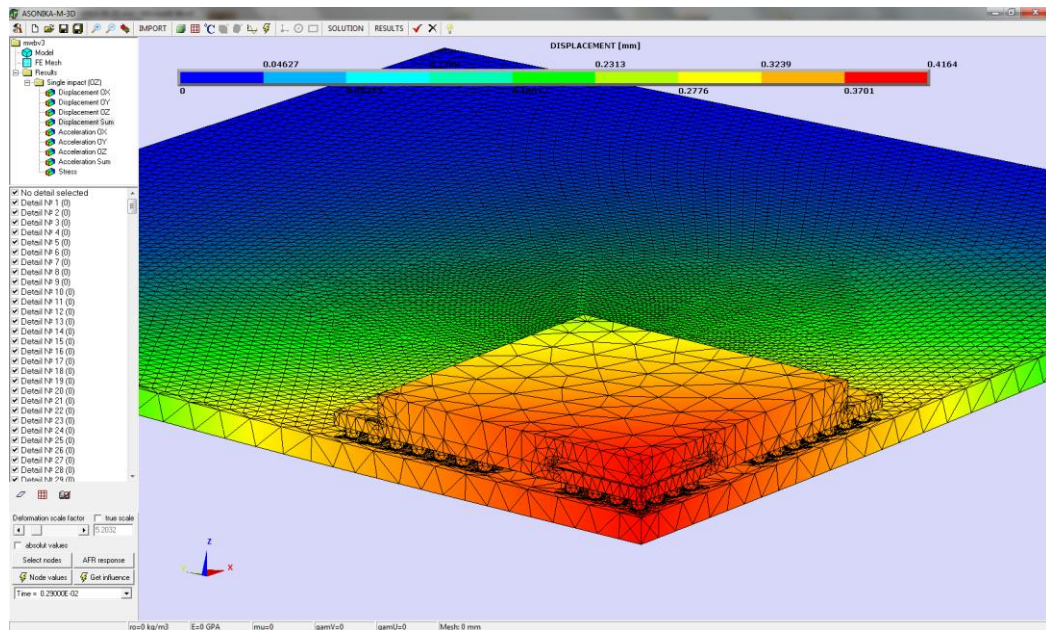 ASONIKA-M-3D
IMPORT
SOLUTION
RESULTS
mwbv3
Model
FE Mesh
Results
Single impact (OZ)
Displacement OX
Displacement OY
Displacement OZ
Displacement Sum
Acceleration OX
Acceleration OY
Acceleration OZ
Acceleration Sum
Stress
No detail selected
Detail № 1 (0)
Detail № 2 (0)
Detail № 3 (0)
Detail № 4 (0)
Detail № 5 (0)
Detail № 6 (0)
Detail № 7 (0)
Detail № 8 (0)
Detail № 9 (0)
Detail № 10 (0)
Detail № 11 (0)
Detail № 12 (0)
Detail № 13 (0)
Detail № 14 (0)
Detail № 15 (0)
Detail № 16 (0)
Detail № 17 (0)
Detail № 18 (0)
Detail № 19 (0)
Detail № 20 (0)
Detail № 21 (0)
Detail № 22 (0)
Detail № 23 (0)
Detail № 24 (0)
Detail № 25 (0)
Detail № 26 (0)
Detail № 27 (0)
Detail № 28 (0)
Detail № 29 (0)
Deformation scale factor
true scale
5.2032
absolut values
Select nodes
AFR response
Node values
Get influence
Time = 0.29000E-02
DISPLACEMENT [mm]
0.04627 0.2313 0.3239 0.4164
0 0.2776 0.3701
Z
X
ro=0 kg/m3 E=0 GPA mu=0 gamV=0 gamU=0 Mesh: 0 mm